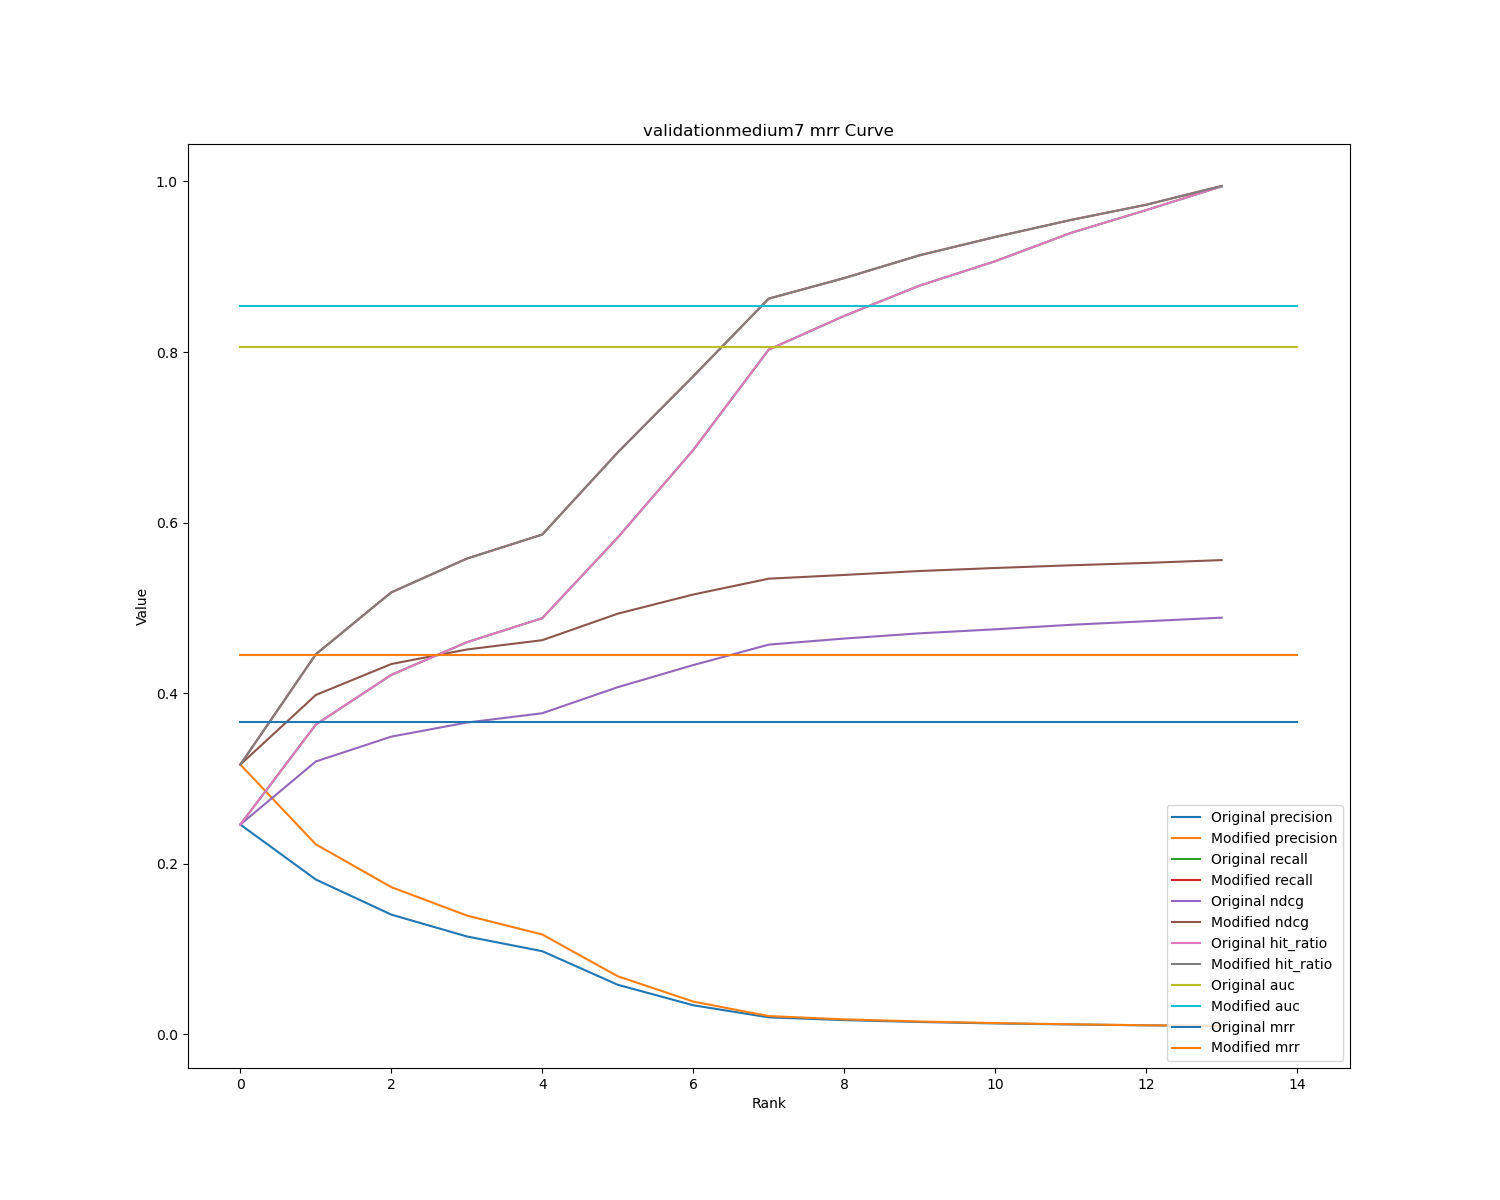 validationmedium7 mrr Curve
1.0
0.8
0.6
0.4
0.2
0.0
Value
0 2 4 6 8 10 12 14
Rank
Original precision
Modified precision
Original recall
Modified recall
Original ndcg
Modified ndcg
Original hit_ratio
Modified hit_ratio
Original auc
Modified auc
Original mrr
Modified mrr